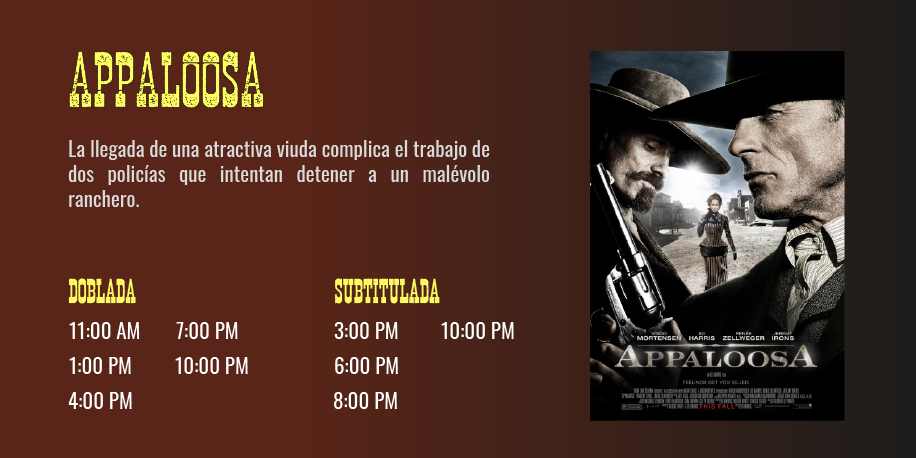 APPALOOSA
La llegada de una atractiva viuda complica el trabajo de
dos policías que intentan detener a un malévolo
ranchero.
DOBLADA
11:00 AM 7:00 PM
1:00 PM 10:00 PM
4:00 PM
SUBTITULADA
3:00 PM 10:00 PM
6:00 PM
8:00 PM
VIGGO MORTENSEN ED HARRIS RENÉE ZELLWEGER JEREMY IRONS
APPALOOSA
FEELINGS GET YOU KILLED.
THIS FALL